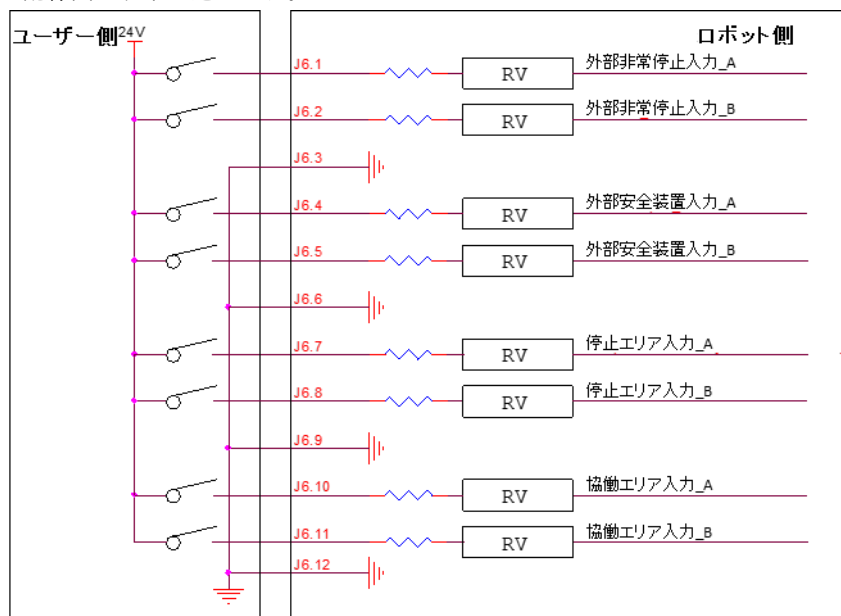 ユーザー側 24V
ロボット側
J6.1 RV 外部非常停止入力_A
J6.2 RV 外部非常停止入力_B
J6.3
J6.4 RV 外部安全装置入力_A
J6.5 RV 外部安全装置入力_B
J6.6
J6.7 RV 停止エリア入力_A
J6.8 RV 停止エリア入力_B
J6.9
J6.10 RV 協働エリア入力_A
J6.11 RV 協働エリア入力_B
J6.12